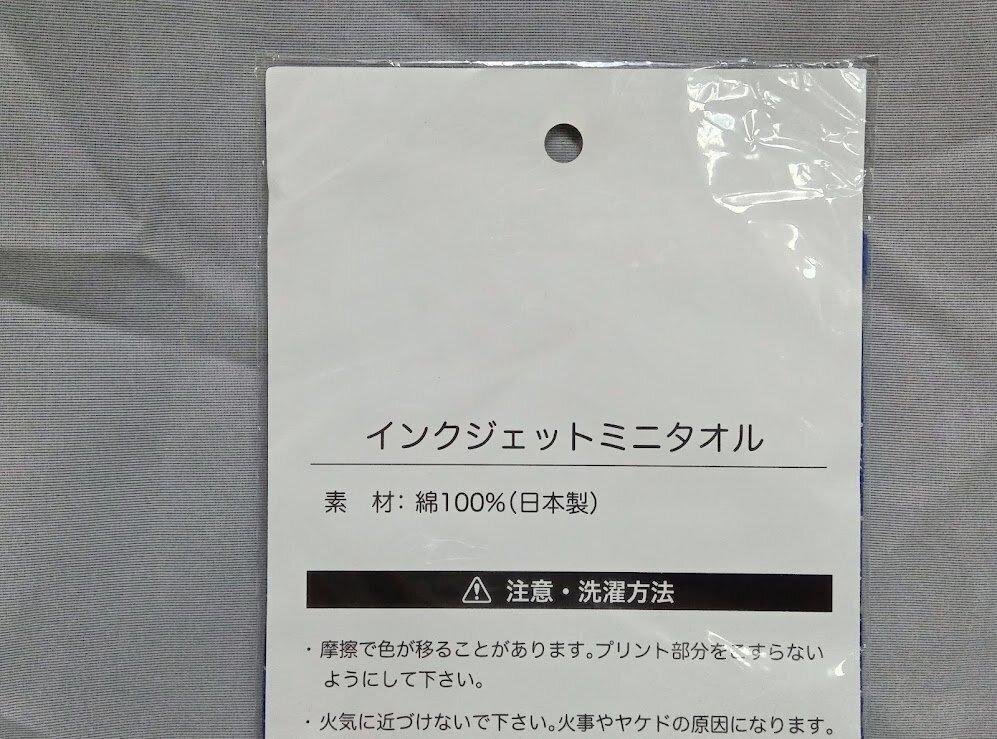 インクジェットミニタオル
素　材：綿100%（日本製）
注意・洗濯方法
・摩擦で色が移ることがあります。プリント部分をこすらない
ようにして下さい。
・火気に近づけないで下さい。火事やヤケドの原因になります。